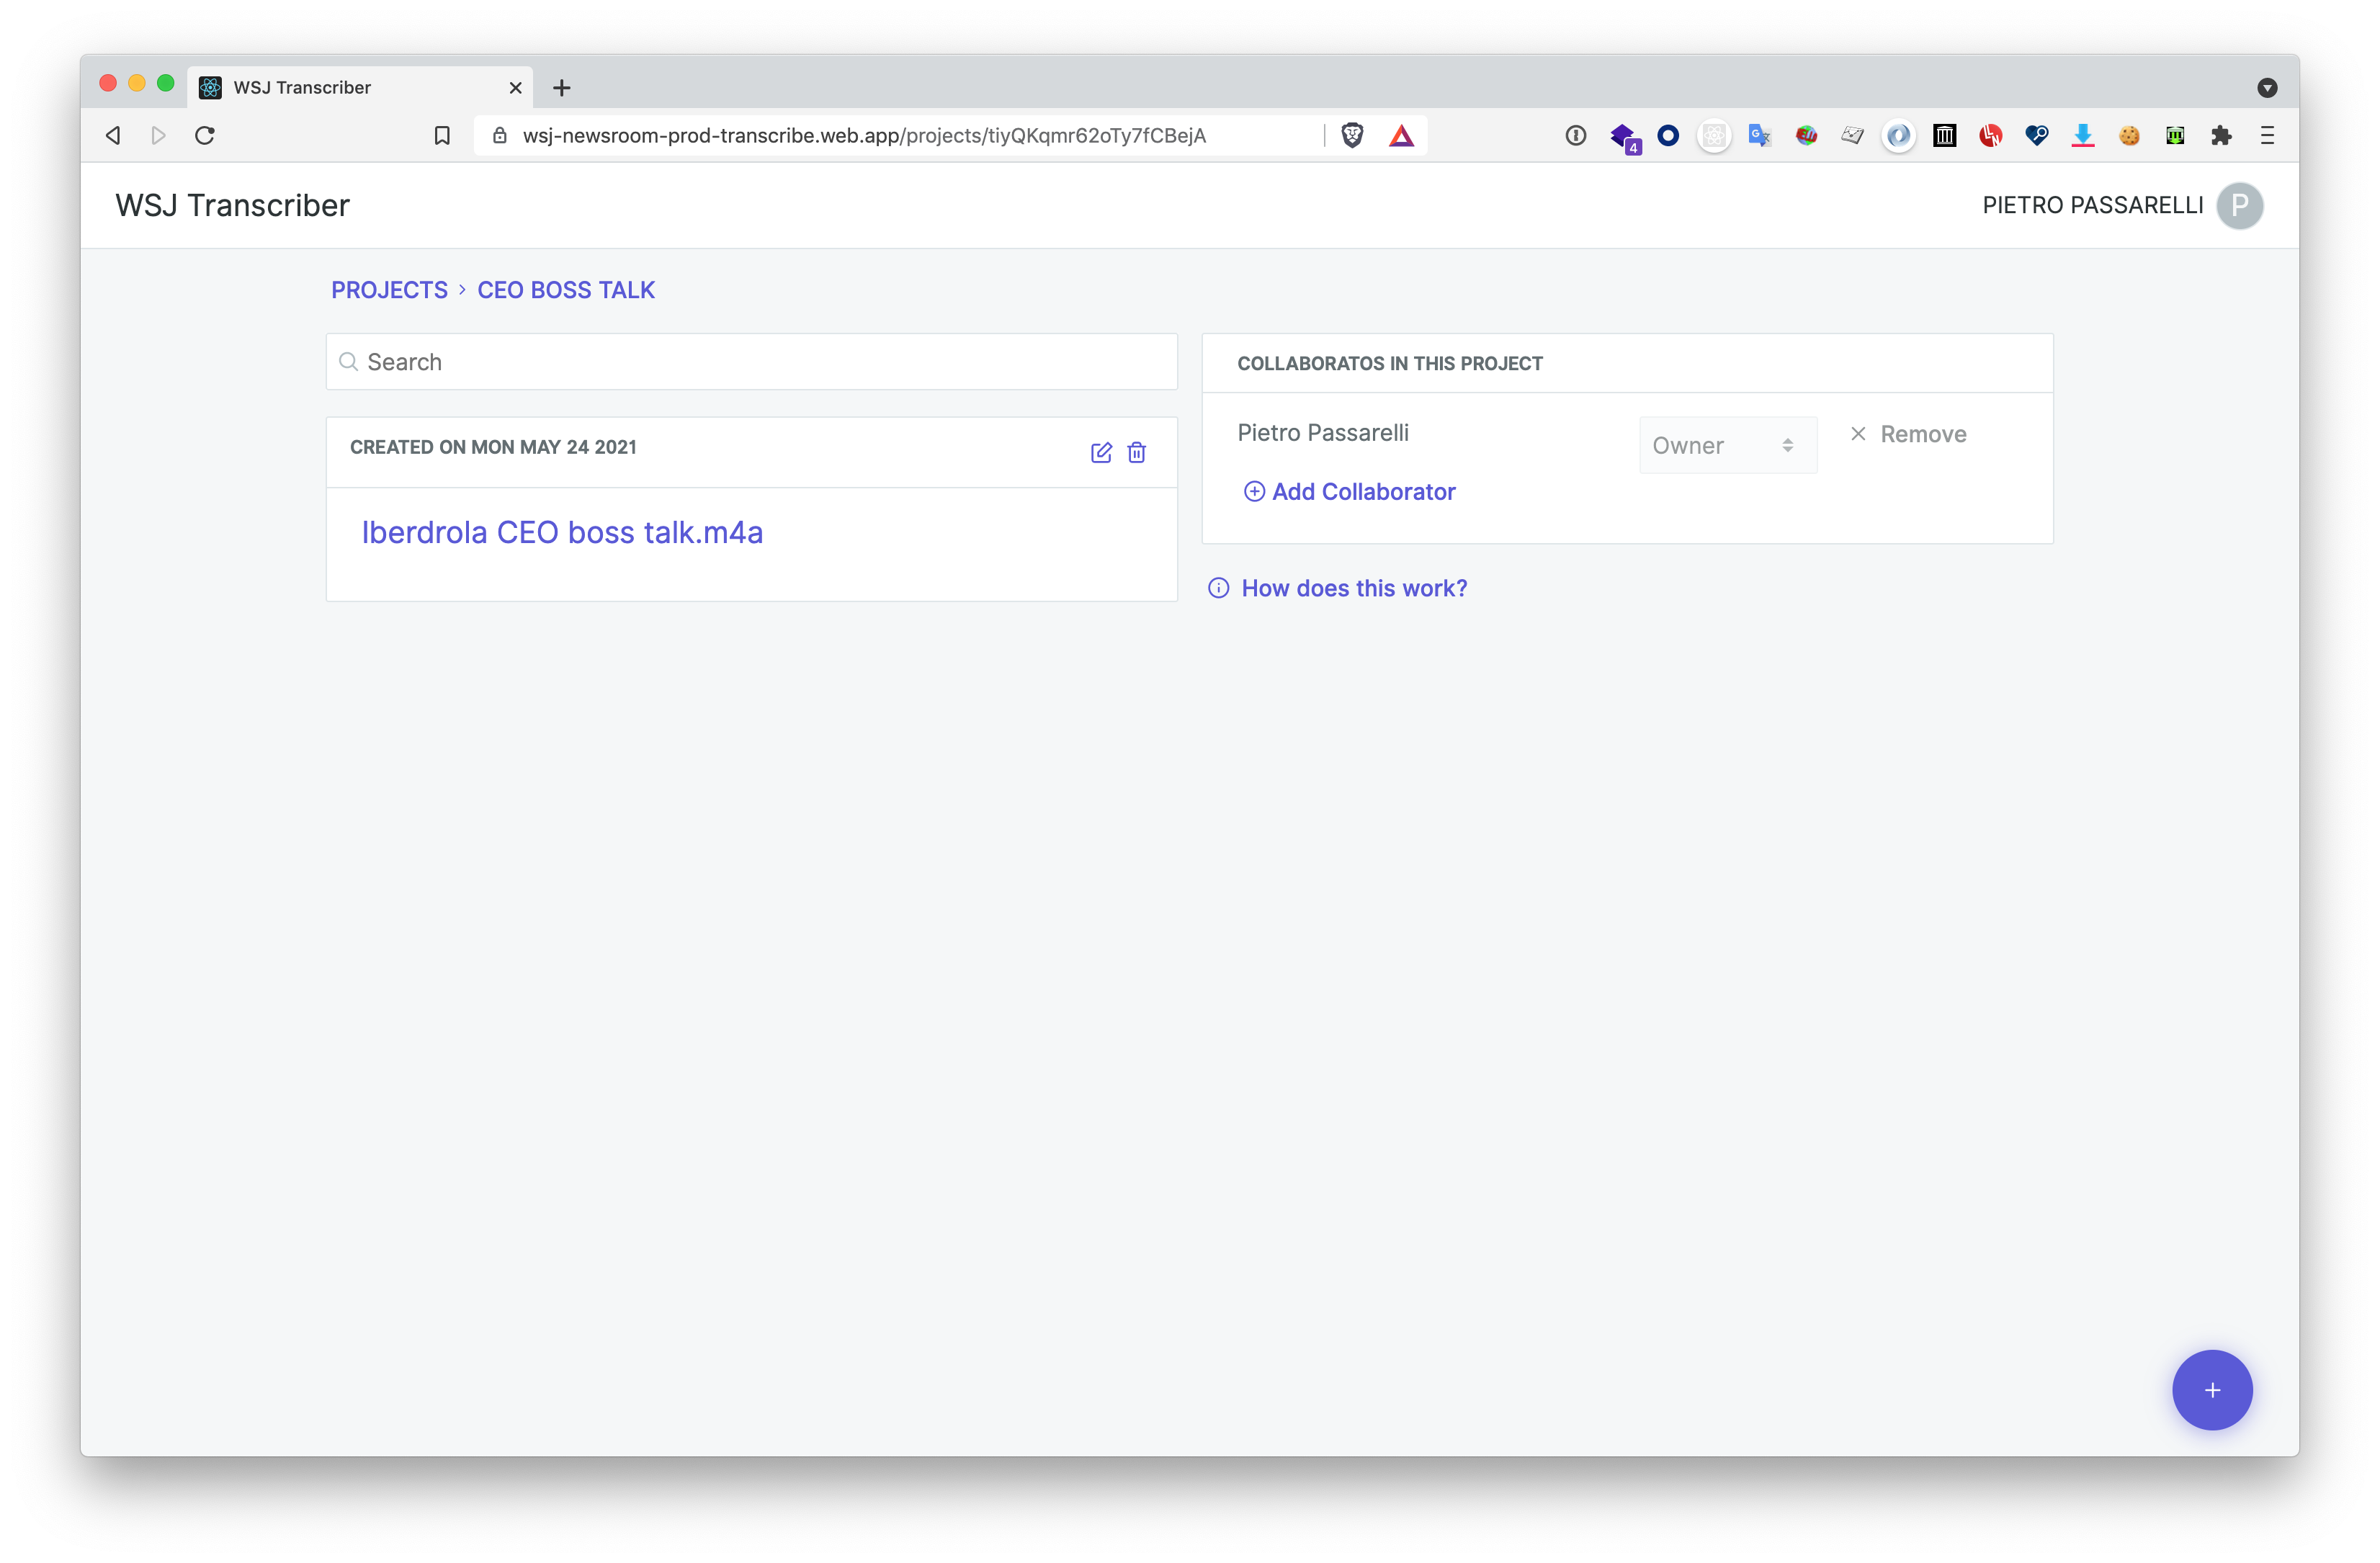 WSJ Transcriber
wsj-newsroom-prod-transcribe.web.app/projects/tiyQKqmr62oTy7fCBejA
4
WSJ Transcriber
PIETRO PASSARELLI P
PROJECTS > CEO BOSS TALK
Search
CREATED ON MON MAY 24 2021
Iberdrola CEO boss talk.m4a
COLLABORATOS IN THIS PROJECT
Pietro Passarelli
Owner
Remove
Add Collaborator
How does this work?